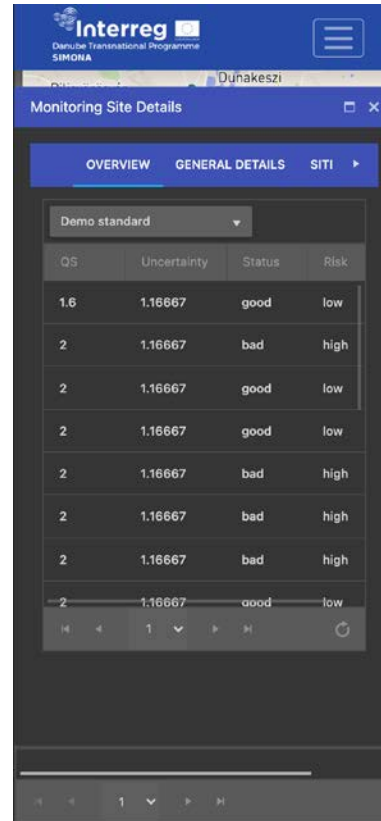 Interreg
Danube Transnational Programme
SIMONA
Dunakeszi
Monitoring Site Details
OVERVIEW GENERAL DETAILS SITI
Demo standard
QS Uncertainty Status Risk
1.6 1.16667 good low
2 1.16667 bad high
2 1.16667 good low
2 1.16667 good low
2 1.16667 bad high
2 1.16667 bad high
2 1.16667 bad high
2 1.16667 good low
1
1